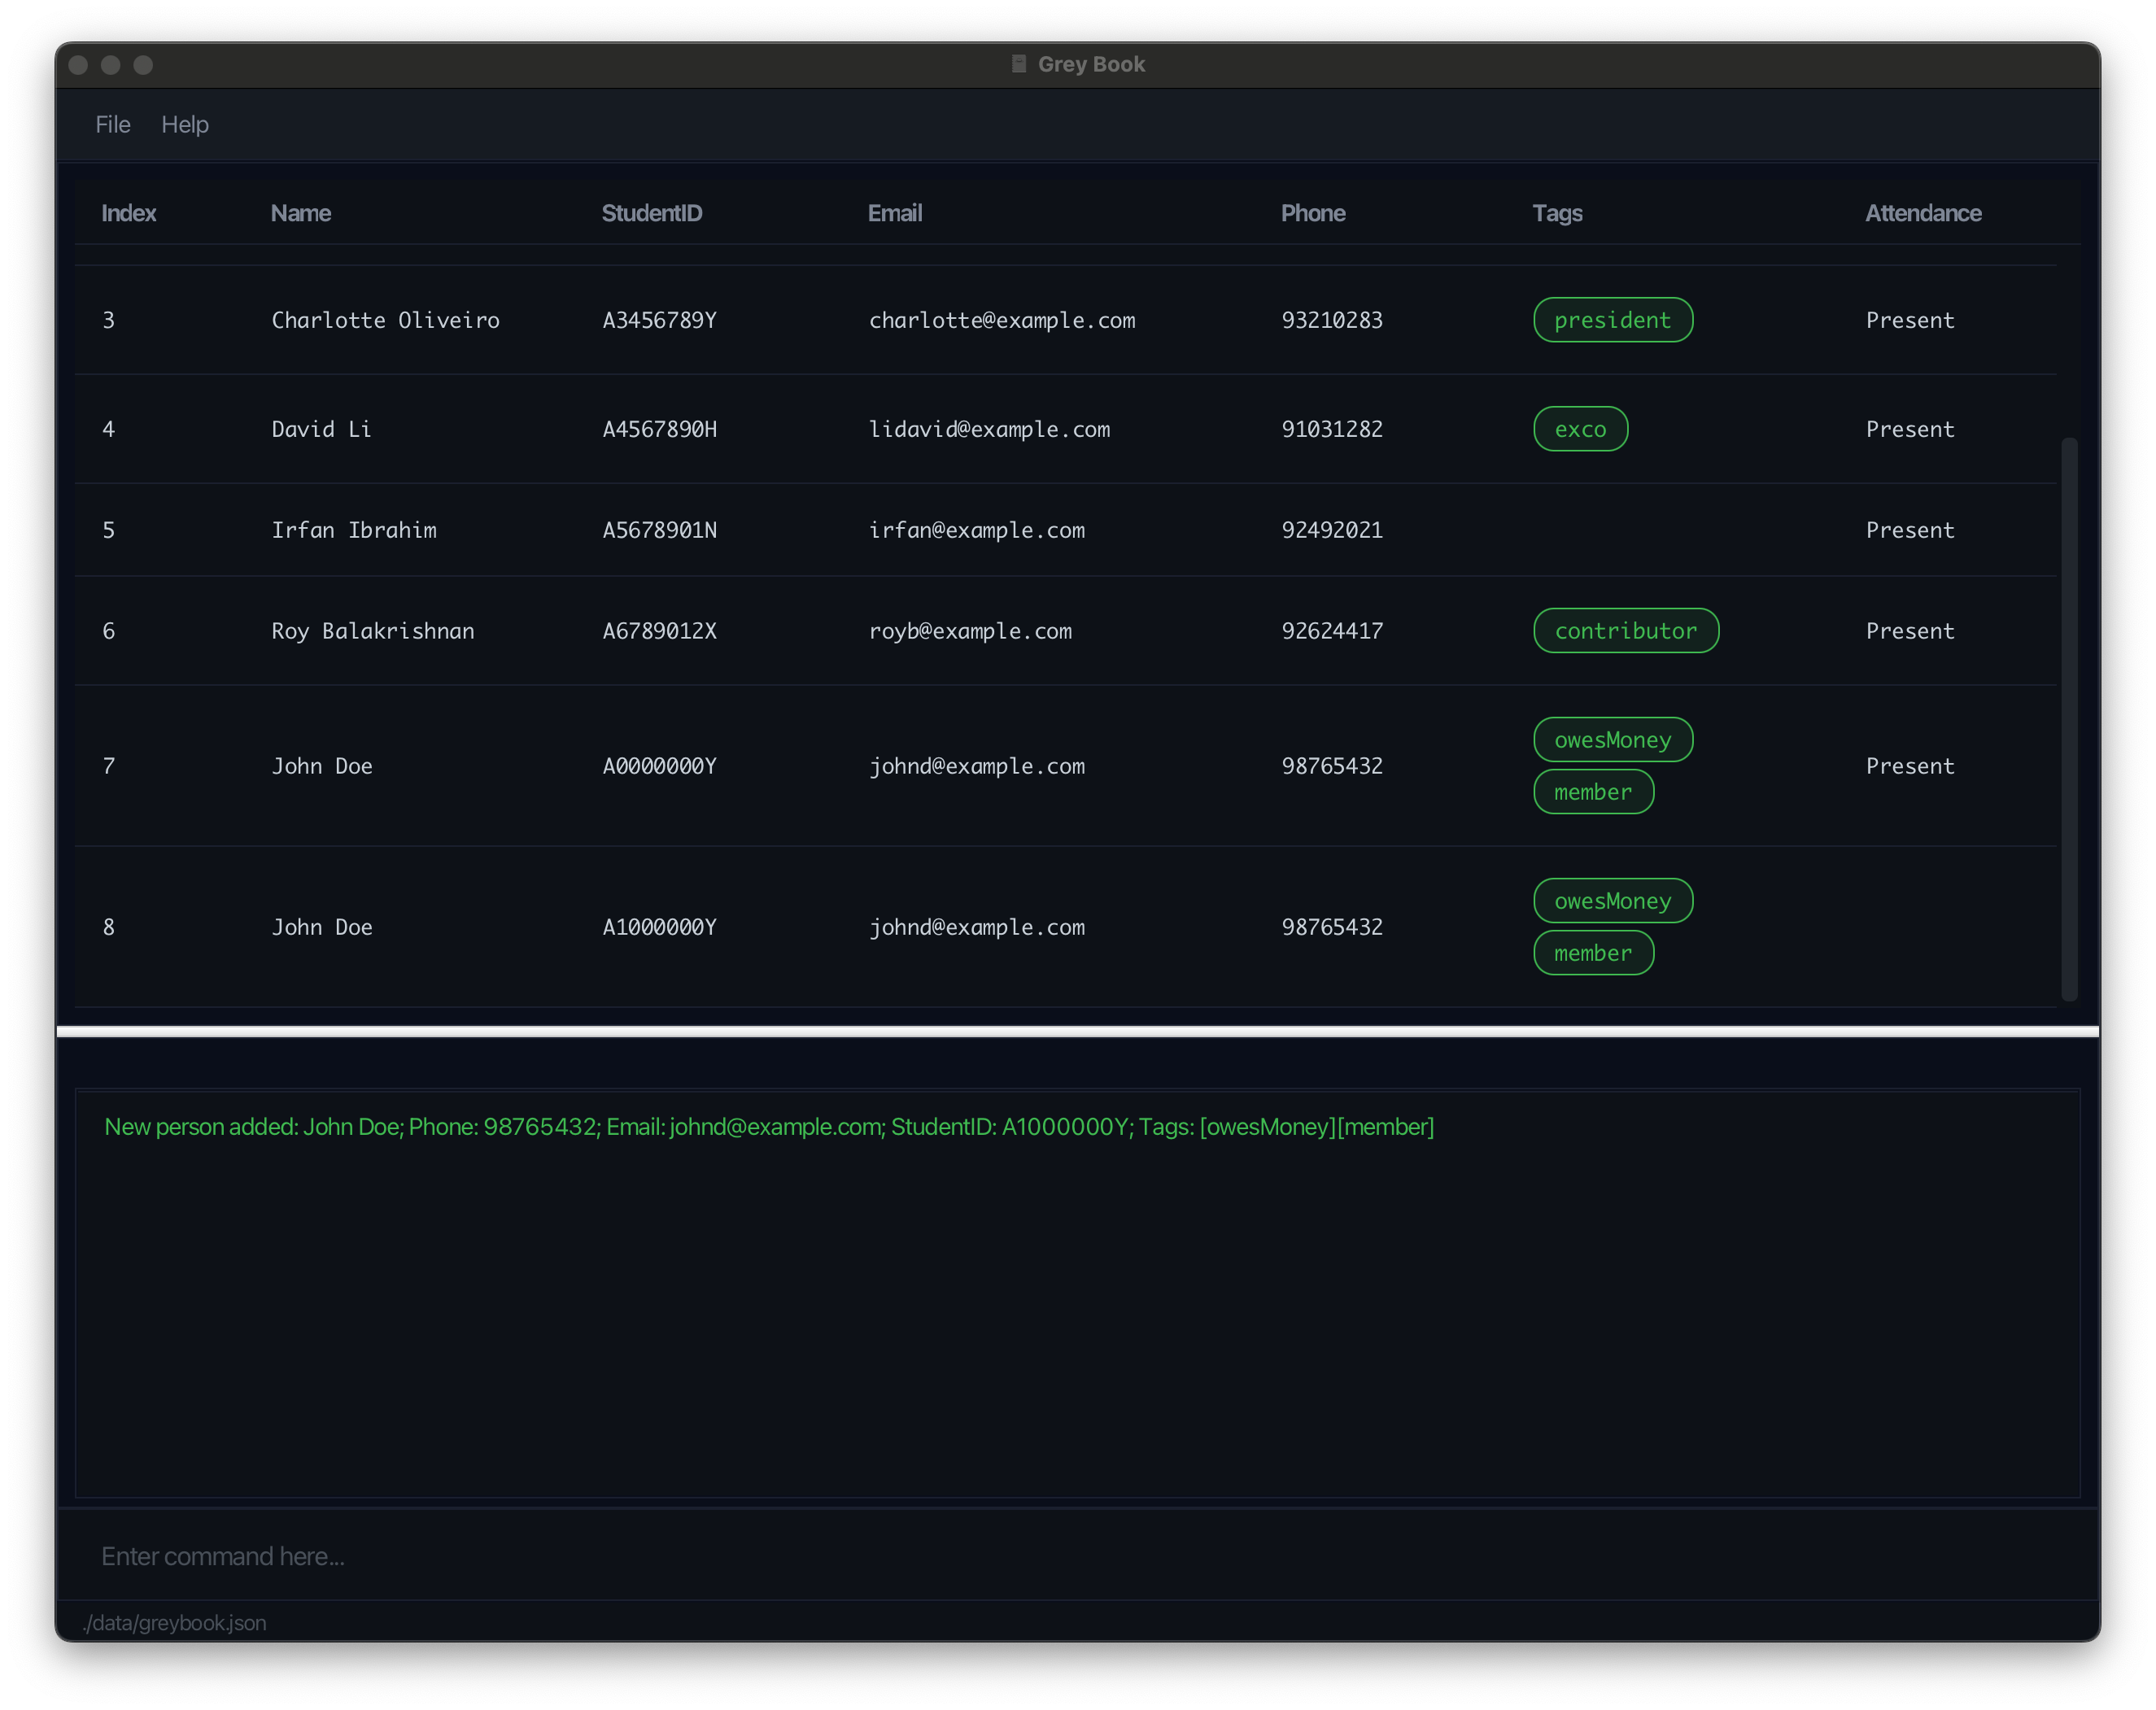 Grey Book
File Help
Index Name StudentID Email Phone Tags Attendance
3 Charlotte Oliveiro A3456789Y charlotte@example.com 93210283 president Present
4 David Li A4567890H lidavid@example.com 91031282 exco Present
5 Irfan Ibrahim A5678901N irfan@example.com 92492021 Present
6 Roy Balakrishnan A6789012X royb@example.com 92624417 contributor Present
7 John Doe A0000000Y johnd@example.com 98765432 owesMoney Present
member
8 John Doe A1000000Y johnd@example.com 98765432 owesMoney
member
New person added: John Doe; Phone: 98765432; Email: johnd@example.com; StudentID: A1000000Y; Tags: [owesMoney][member]
Enter command here...
./data/greybook.json